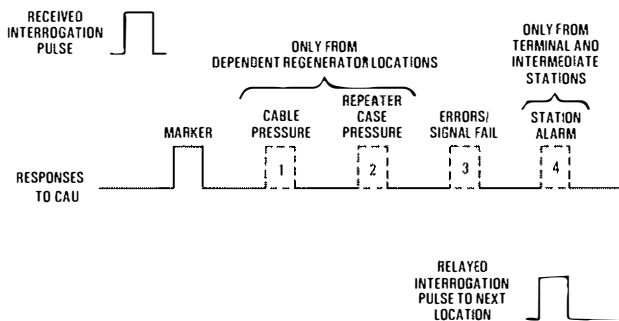 RECEIVED
INTERROGATION
PULSE
ONLY FROM
DEPENDENT REGENERATOR LOCATIONS
ONLY FROM
TERMINAL AND
INTERMEDIATE
STATIONS
MARKER
CABLE
PRESSURE
REPEATER
CASE
PRESSURE
ERRORS/
SIGNAL FAIL
STATION
ALARM
RESPONSES
TO CAU
1
2
3
4
RELAYED
INTERROGATION
PULSE TO NEXT
LOCATION